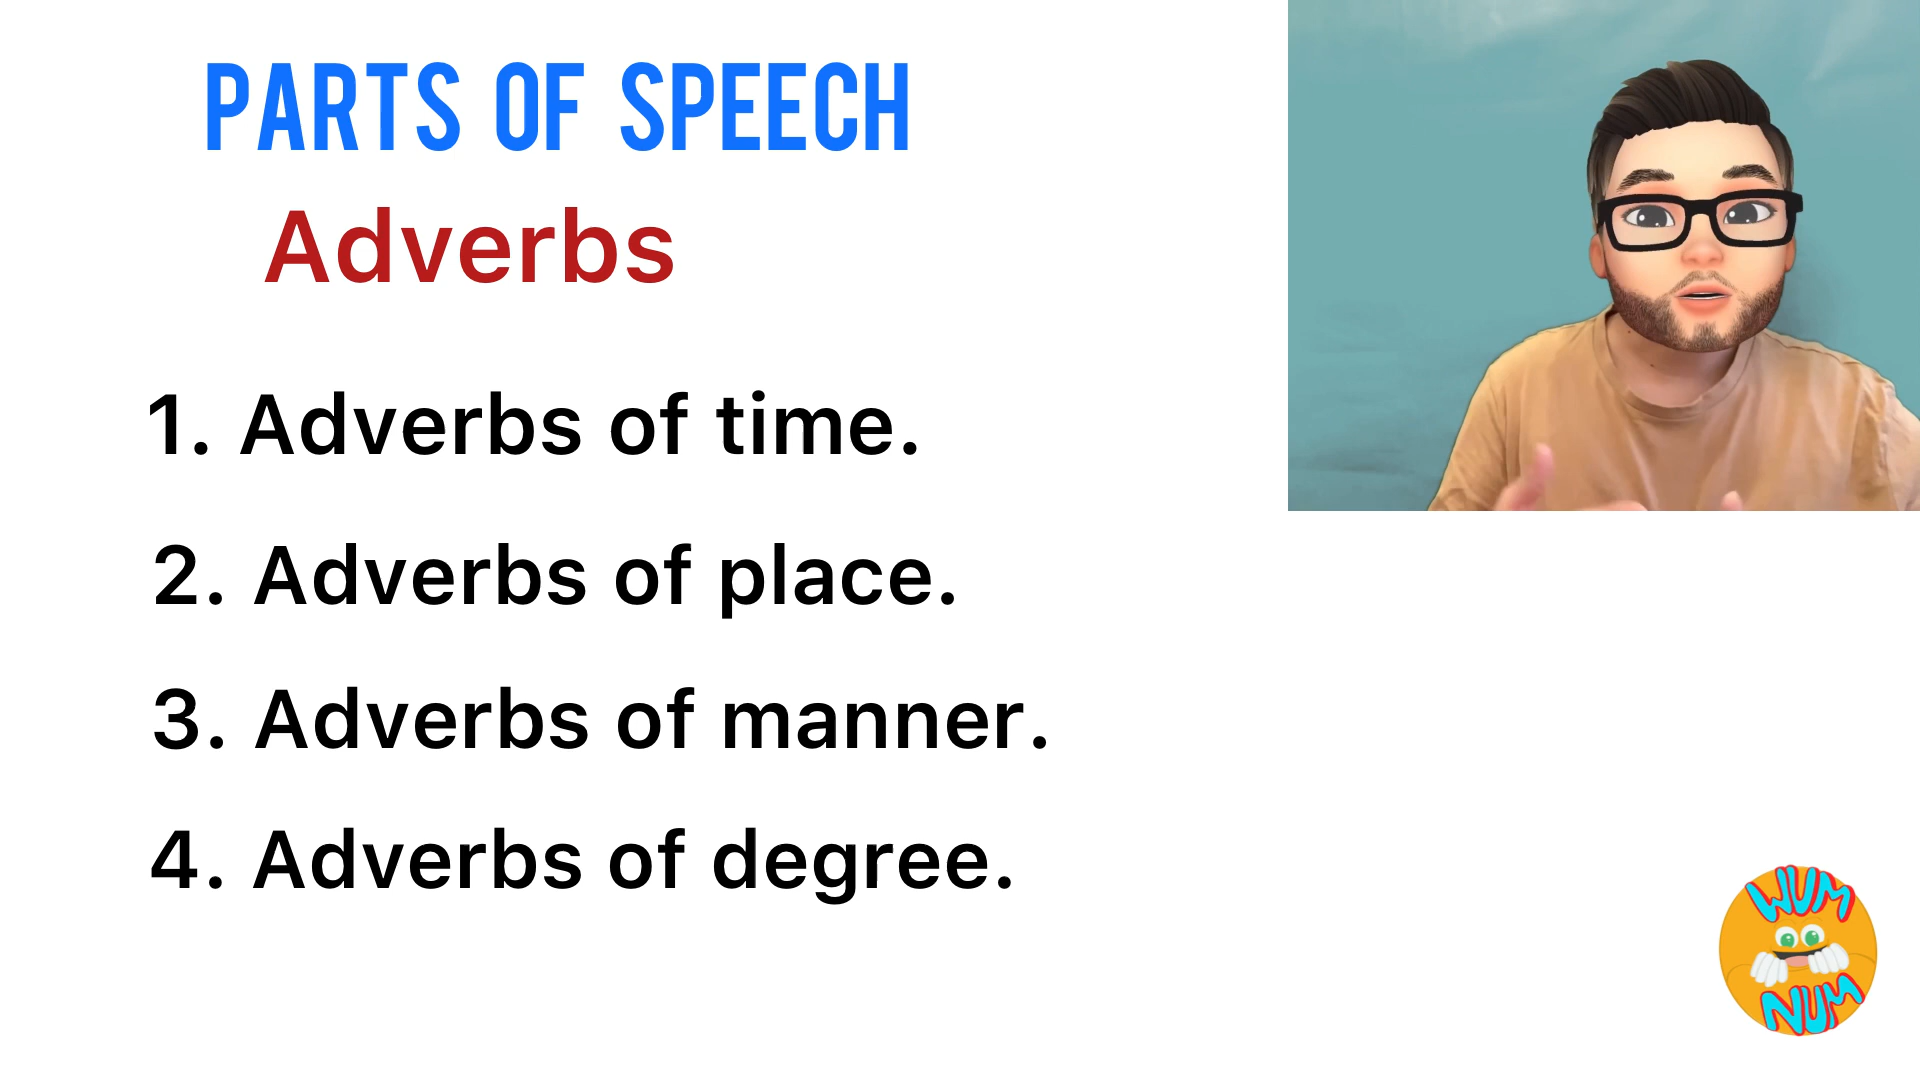 PARTS OF SPEECH
Adverbs
1. Adverbs of time.
2. Adverbs of place.
3. Adverbs of manner.
4. Adverbs of degree.
WUM
NUM